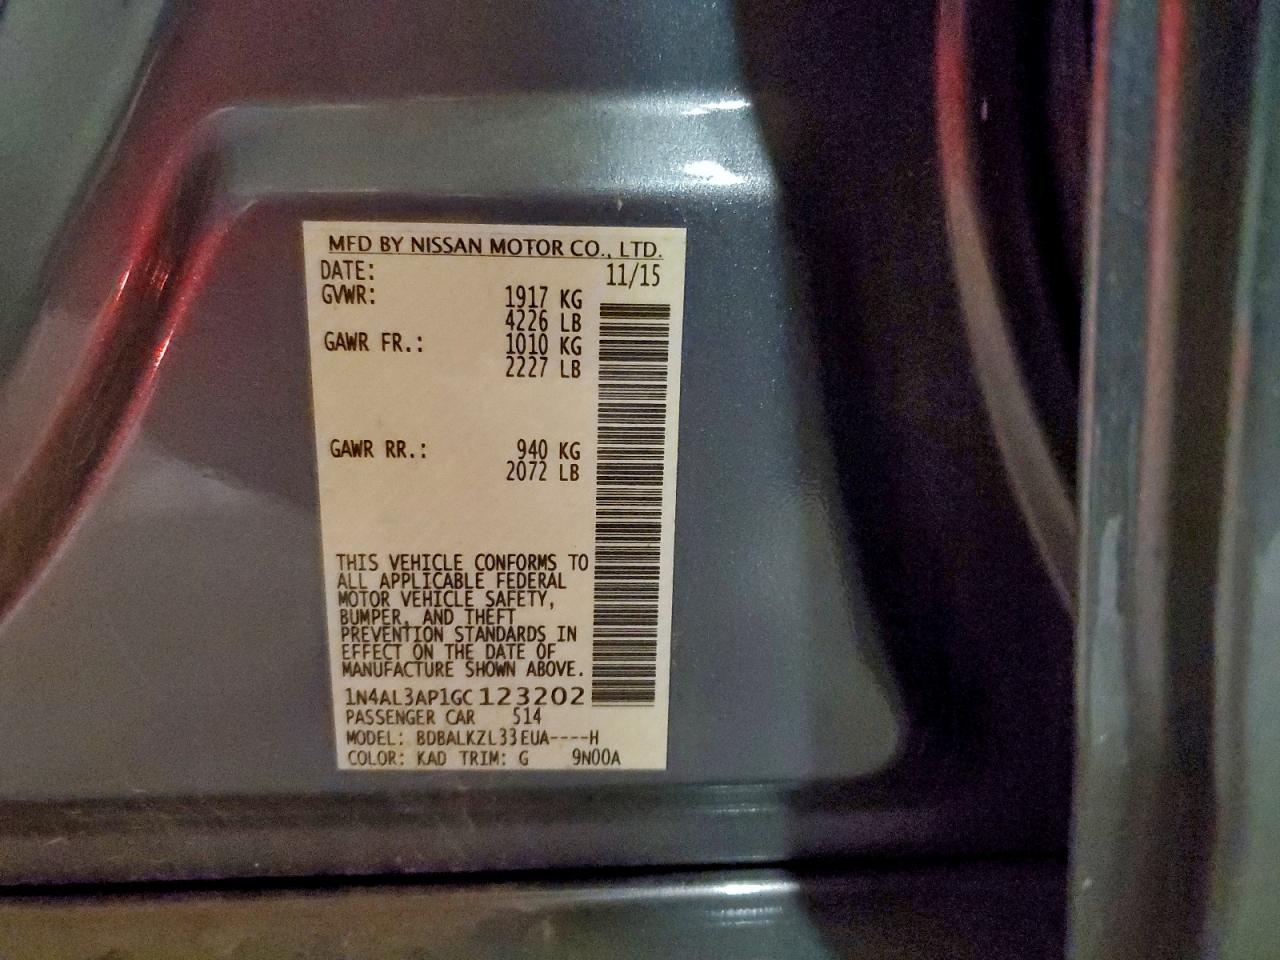 MFD BY NISSAN MOTOR CO., LTD.
DATE: 11/15
GVWR: 1917 KG
4226 LB
GAWR FR.: 1010 KG
2227 LB
GAWR RR.: 940 KG
2072 LB
THIS VEHICLE CONFORMS TO
ALL APPLICABLE FEDERAL
MOTOR VEHICLE SAFETY,
BUMPER, AND THEFT
PREVENTION STANDARDS IN
EFFECT ON THE DATE OF
MANUFACTURE SHOWN ABOVE.
1N4AL3AP1GC123202
PASSENGER CAR 514
MODEL: BDBALKZL33EUA----H
COLOR: KAD TRIM: G 9N00A